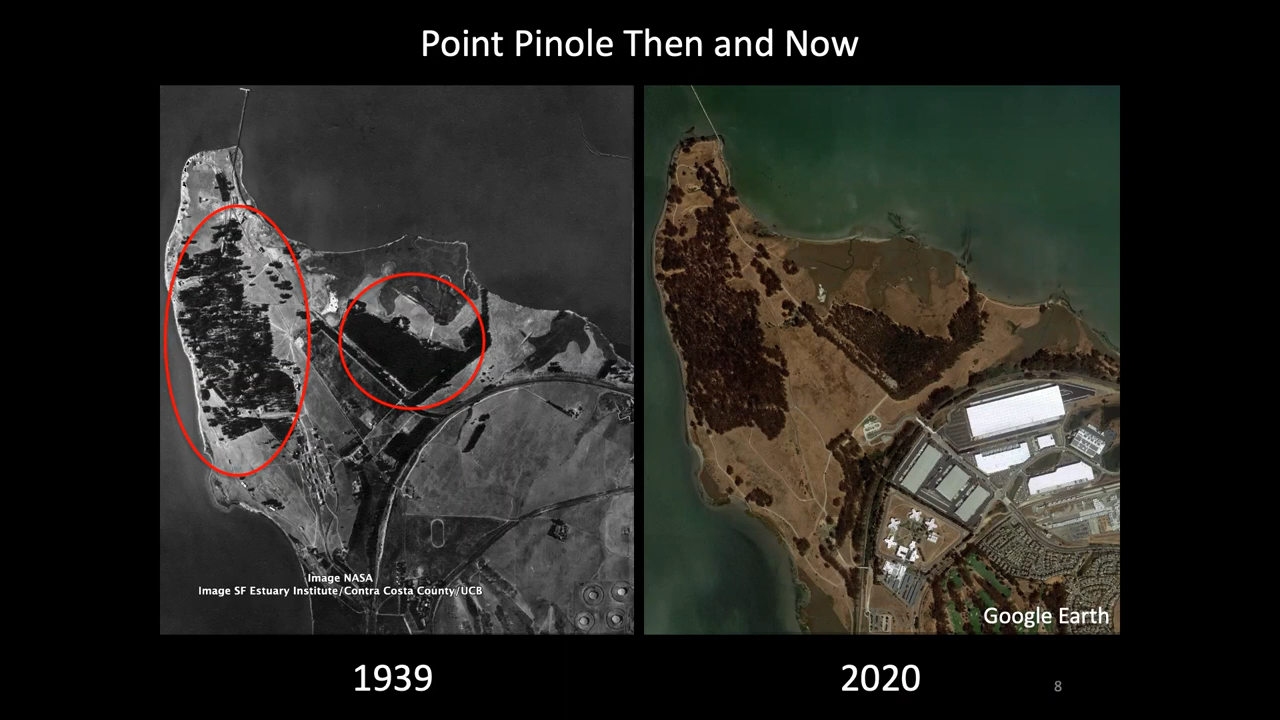 Point Pinole Then and Now
Image NASA
Image SF Estuary Institute/Contra Costa County/UCB
Google Earth
1939
2020
8